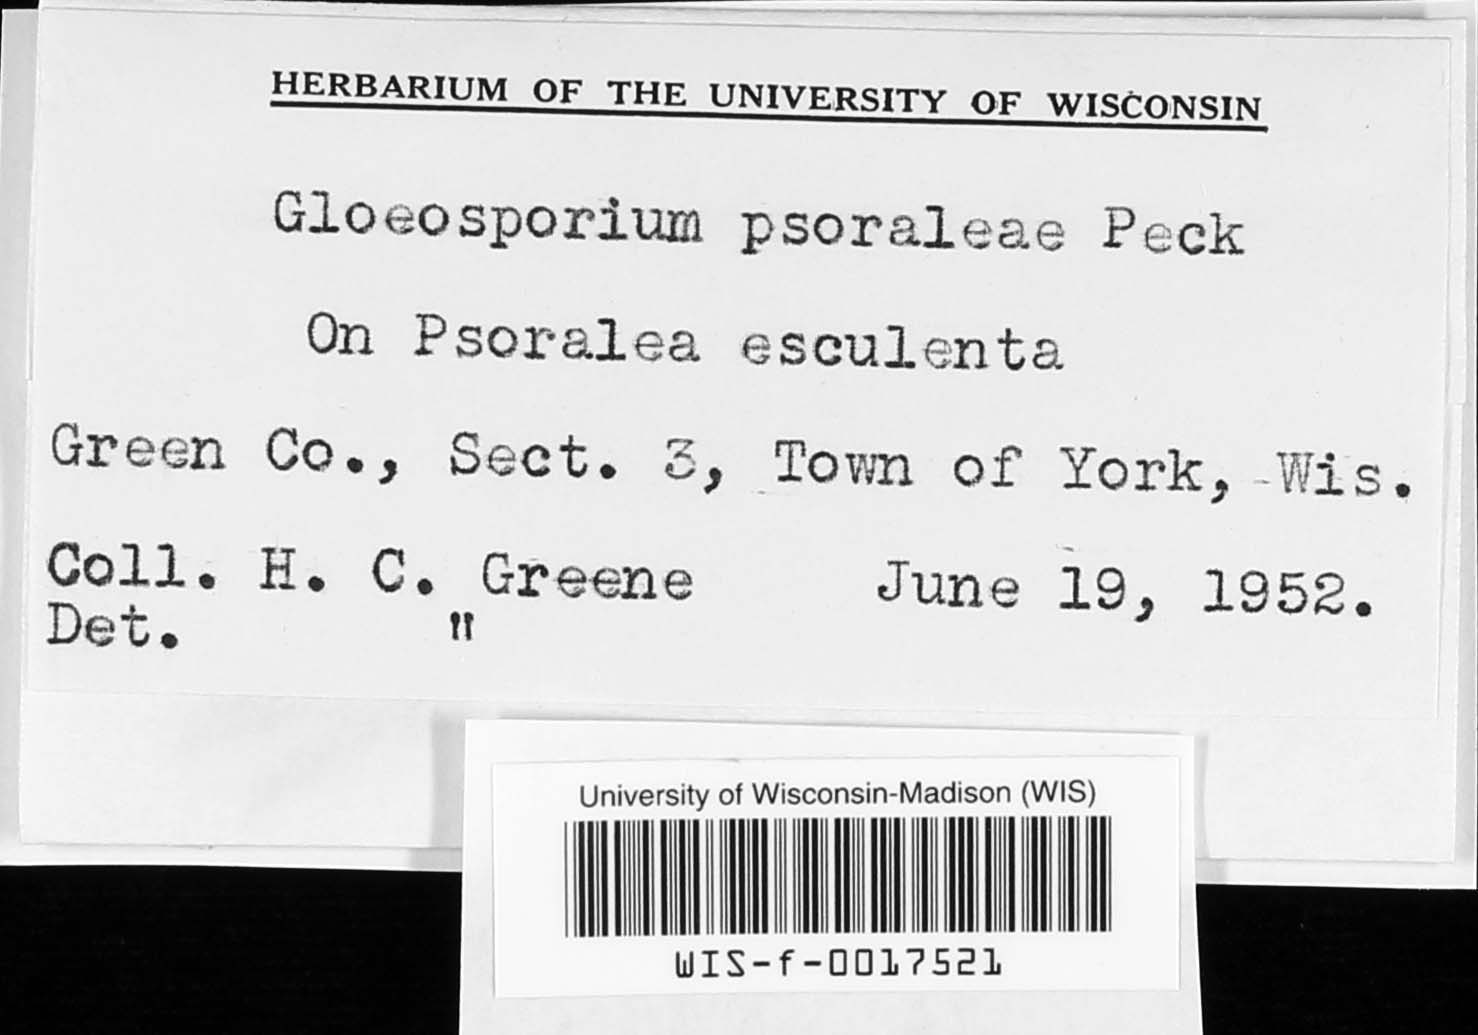 HERBARIUM OF THE UNIVERSITY OF WISCONSIN
Gloeosporium psoraleae Peck
On Psoralea esculenta
Green Co., Sect. 3, Town of York, Wis.
Coll. H. C. Greene June 19, 1952.
Det. "
University of Wisconsin-Madison (WIS)
WIS-f-0017521